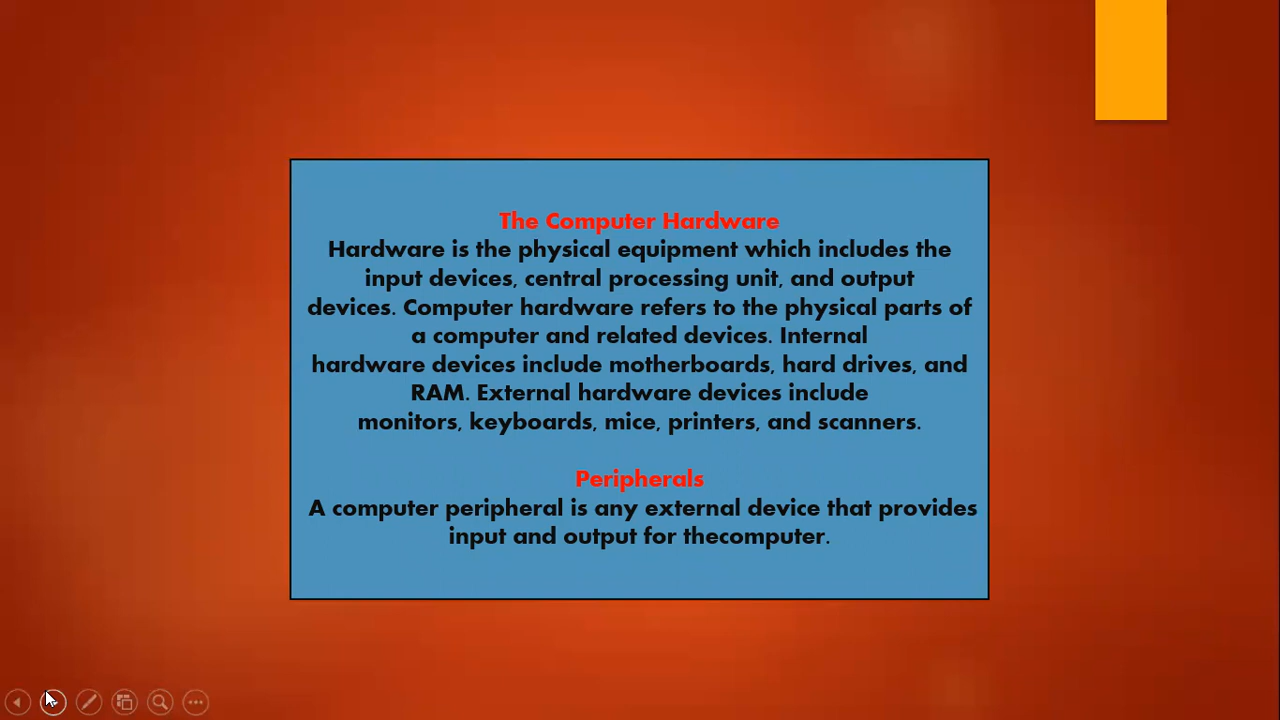 The Computer Hardware
Hardware is the physical equipment which includes the
input devices, central processing unit, and output
devices. Computer hardware refers to the physical parts of
a computer and related devices. Internal
hardware devices include motherboards, hard drives, and
RAM. External hardware devices include
monitors, keyboards, mice, printers, and scanners.
Peripherals
A computer peripheral is any external device that provides
input and output for thecomputer.